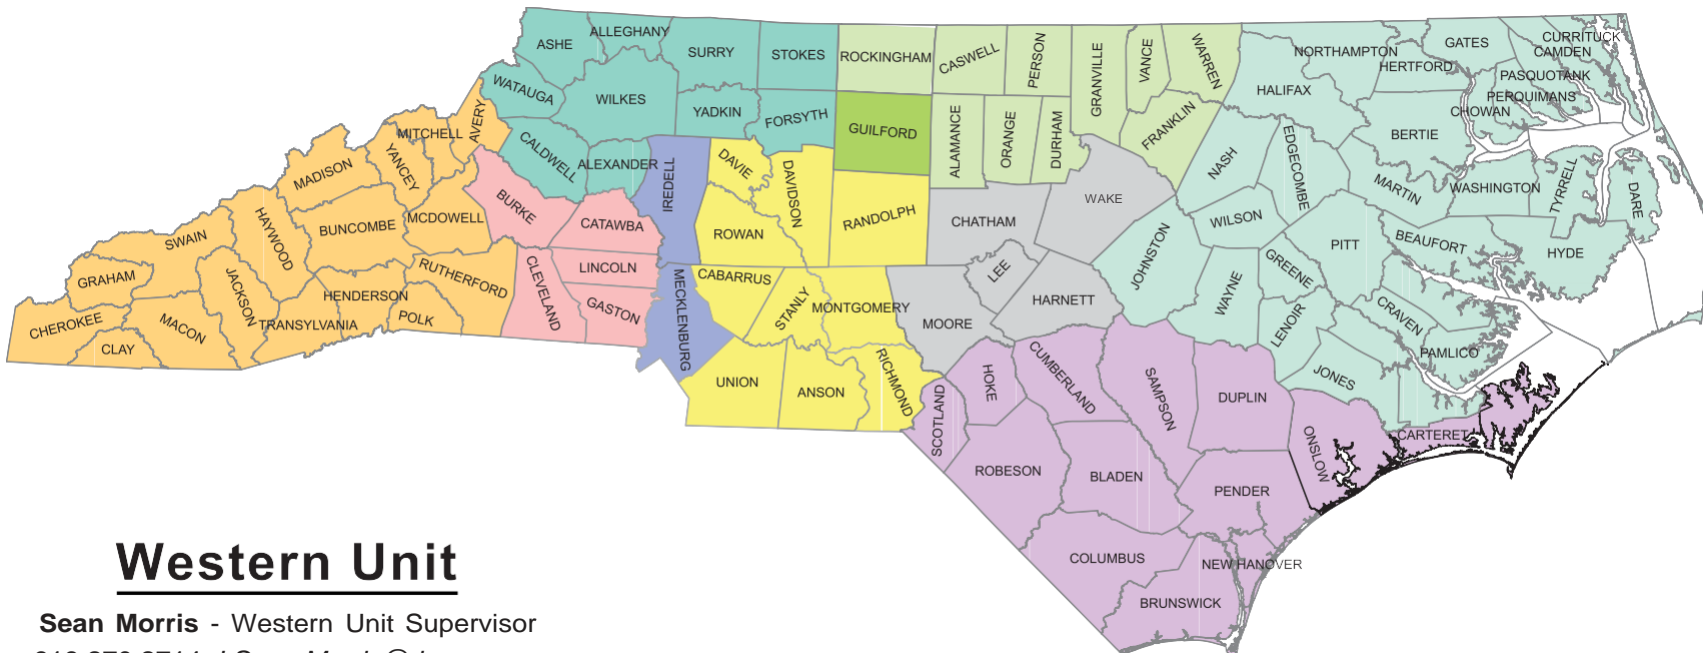 ASHE
ALLEGHANY
SURRY
STOKES
ROCKINGHAM
CASWELL
PERSON
GRANVILLE
VANCE
WARREN
NORTHAMPTON
HERTFORD
GATES
CURRITUCK
CAMDEN
PASQUOTANK
PERQUIMANS
CHOWAN
HALIFAX
BERTIE
WATAUGA
WILKES
YADKIN
FORSYTH
GUILFORD
ALAMANCE
ORANGE
DURHAM
FRANKLIN
NASH
EDGECOMBE
MARTIN
WASHINGTON
TYRRELL
DARE
AVERY
MITCHELL
YANCEY
MADISON
CALDWELL
ALEXANDER
IREDELL
DAVIE
DAVIDSON
RANDOLPH
CHATHAM
WAKE
WILSON
PITT
BEAUFORT
HYDE
HAYWOOD
BUNCOMBE
MCDOWELL
BURKE
CATAWBA
ROWAN
JOHNSTON
GREENE
SWAIN
GRAHAM
JACKSON
HENDERSON
RUTHERFORD
CLEVELAND
LINCOLN
GASTON
MECKLENBURG
CABARRUS
STANLY
MONTGOMERY
LEE
HARNETT
MOORE
WAYNE
LENOIR
CRAVEN
PAMLICO
JONES
CHEROKEE
CLAY
MACON
TRANSYLVANIA
POLK
UNION
ANSON
RICHMOND
SCOTLAND
HOKE
CUMBERLAND
SAMPSON
DUPLIN
ONSLOW
CARTERET
ROBESON
BLADEN
PENDER
COLUMBUS
NEW HANOVER
BRUNSWICK
Western Unit
Sean Morris - Western Unit Supervisor